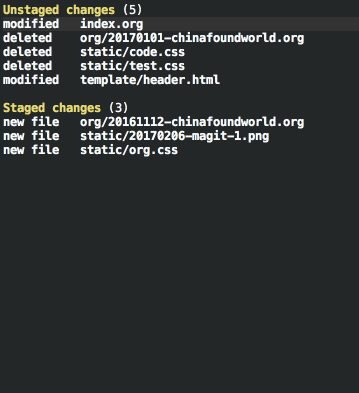 Unstaged changes (5)
modified   index.org
deleted    org/20170101-chinafoundworld.org
deleted    static/code.css
deleted    static/test.css
modified   template/header.html
Staged changes (3)
new file   org/20161112-chinafoundworld.org
new file   static/20170206-magit-1.png
new file   static/org.css